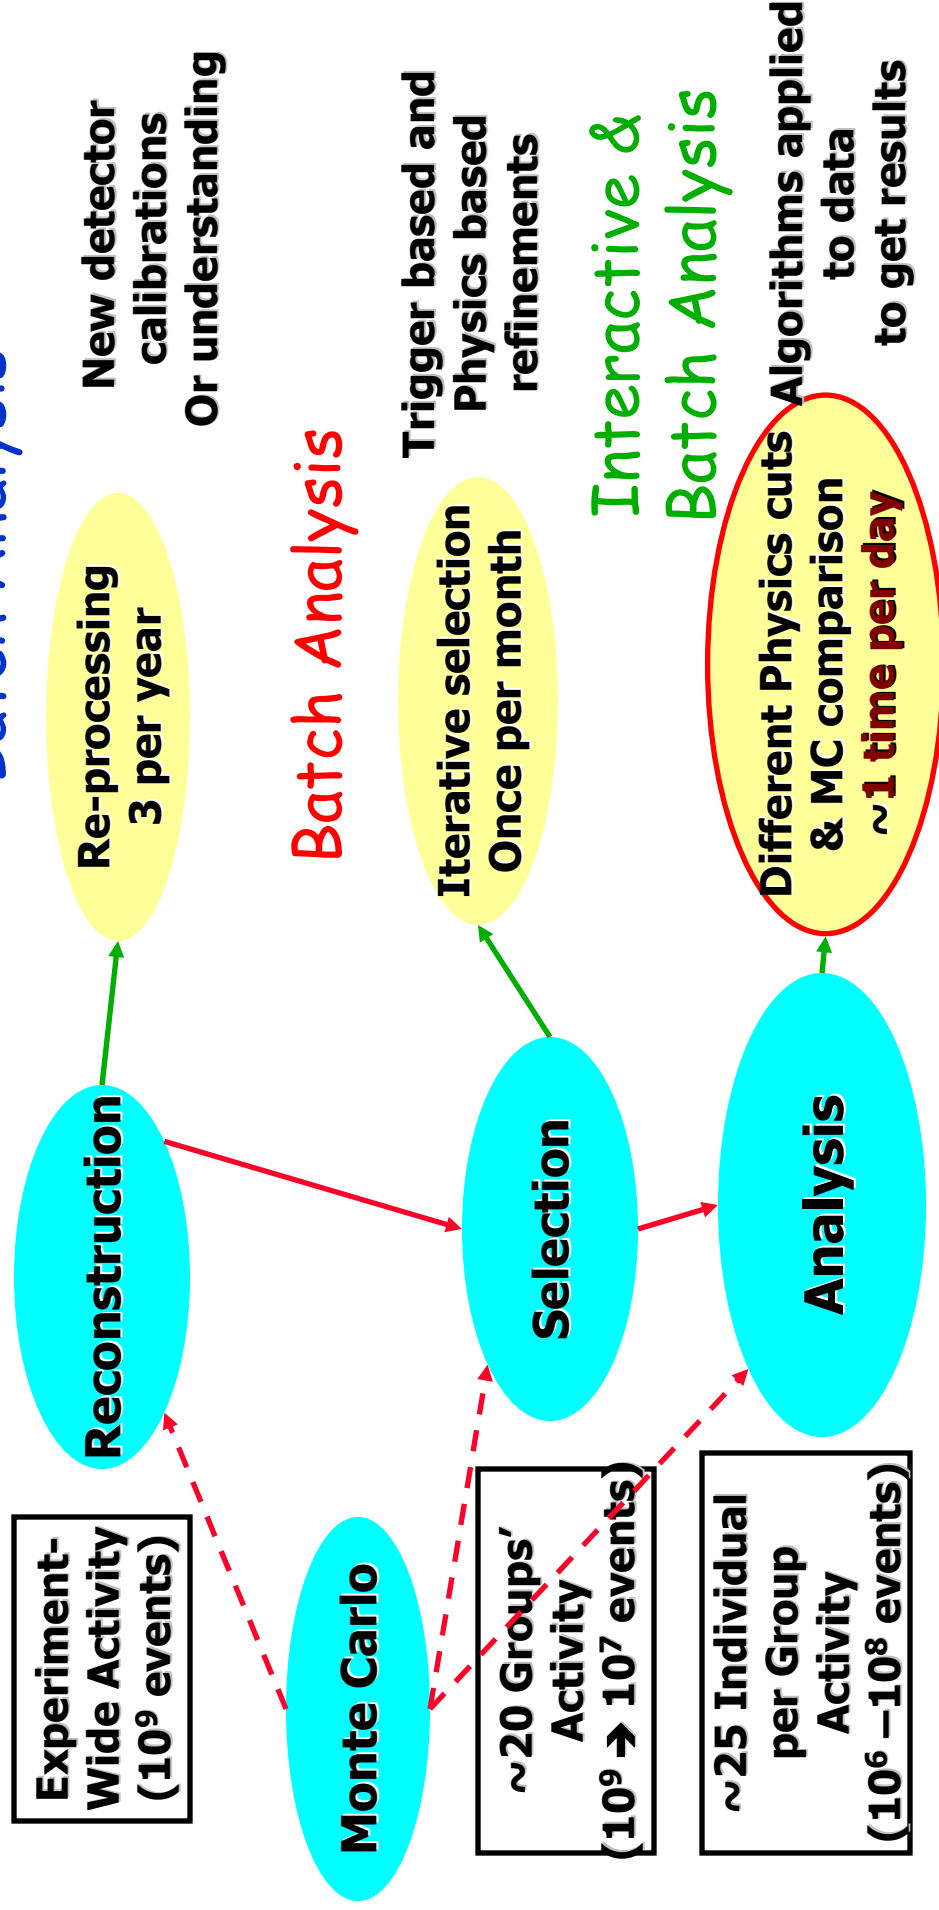 Batch Analysis
Experiment-
Wide Activity
(10⁹ events)
Reconstruction
Re-processing
3 per year
New detector
calibrations
Or understanding
Monte Carlo
Batch Analysis
~20 Groups’
Activity
(10⁹ → 10⁷ events)
Selection
Iterative selection
Once per month
Trigger based and
Physics based
refinements
Interactive &
Batch Analysis
~25 Individual
per Group
Activity
(10⁶ –10⁸ events)
Analysis
Different Physics cuts
& MC comparison
~1 time per day
Algorithms applied
to data
to get results